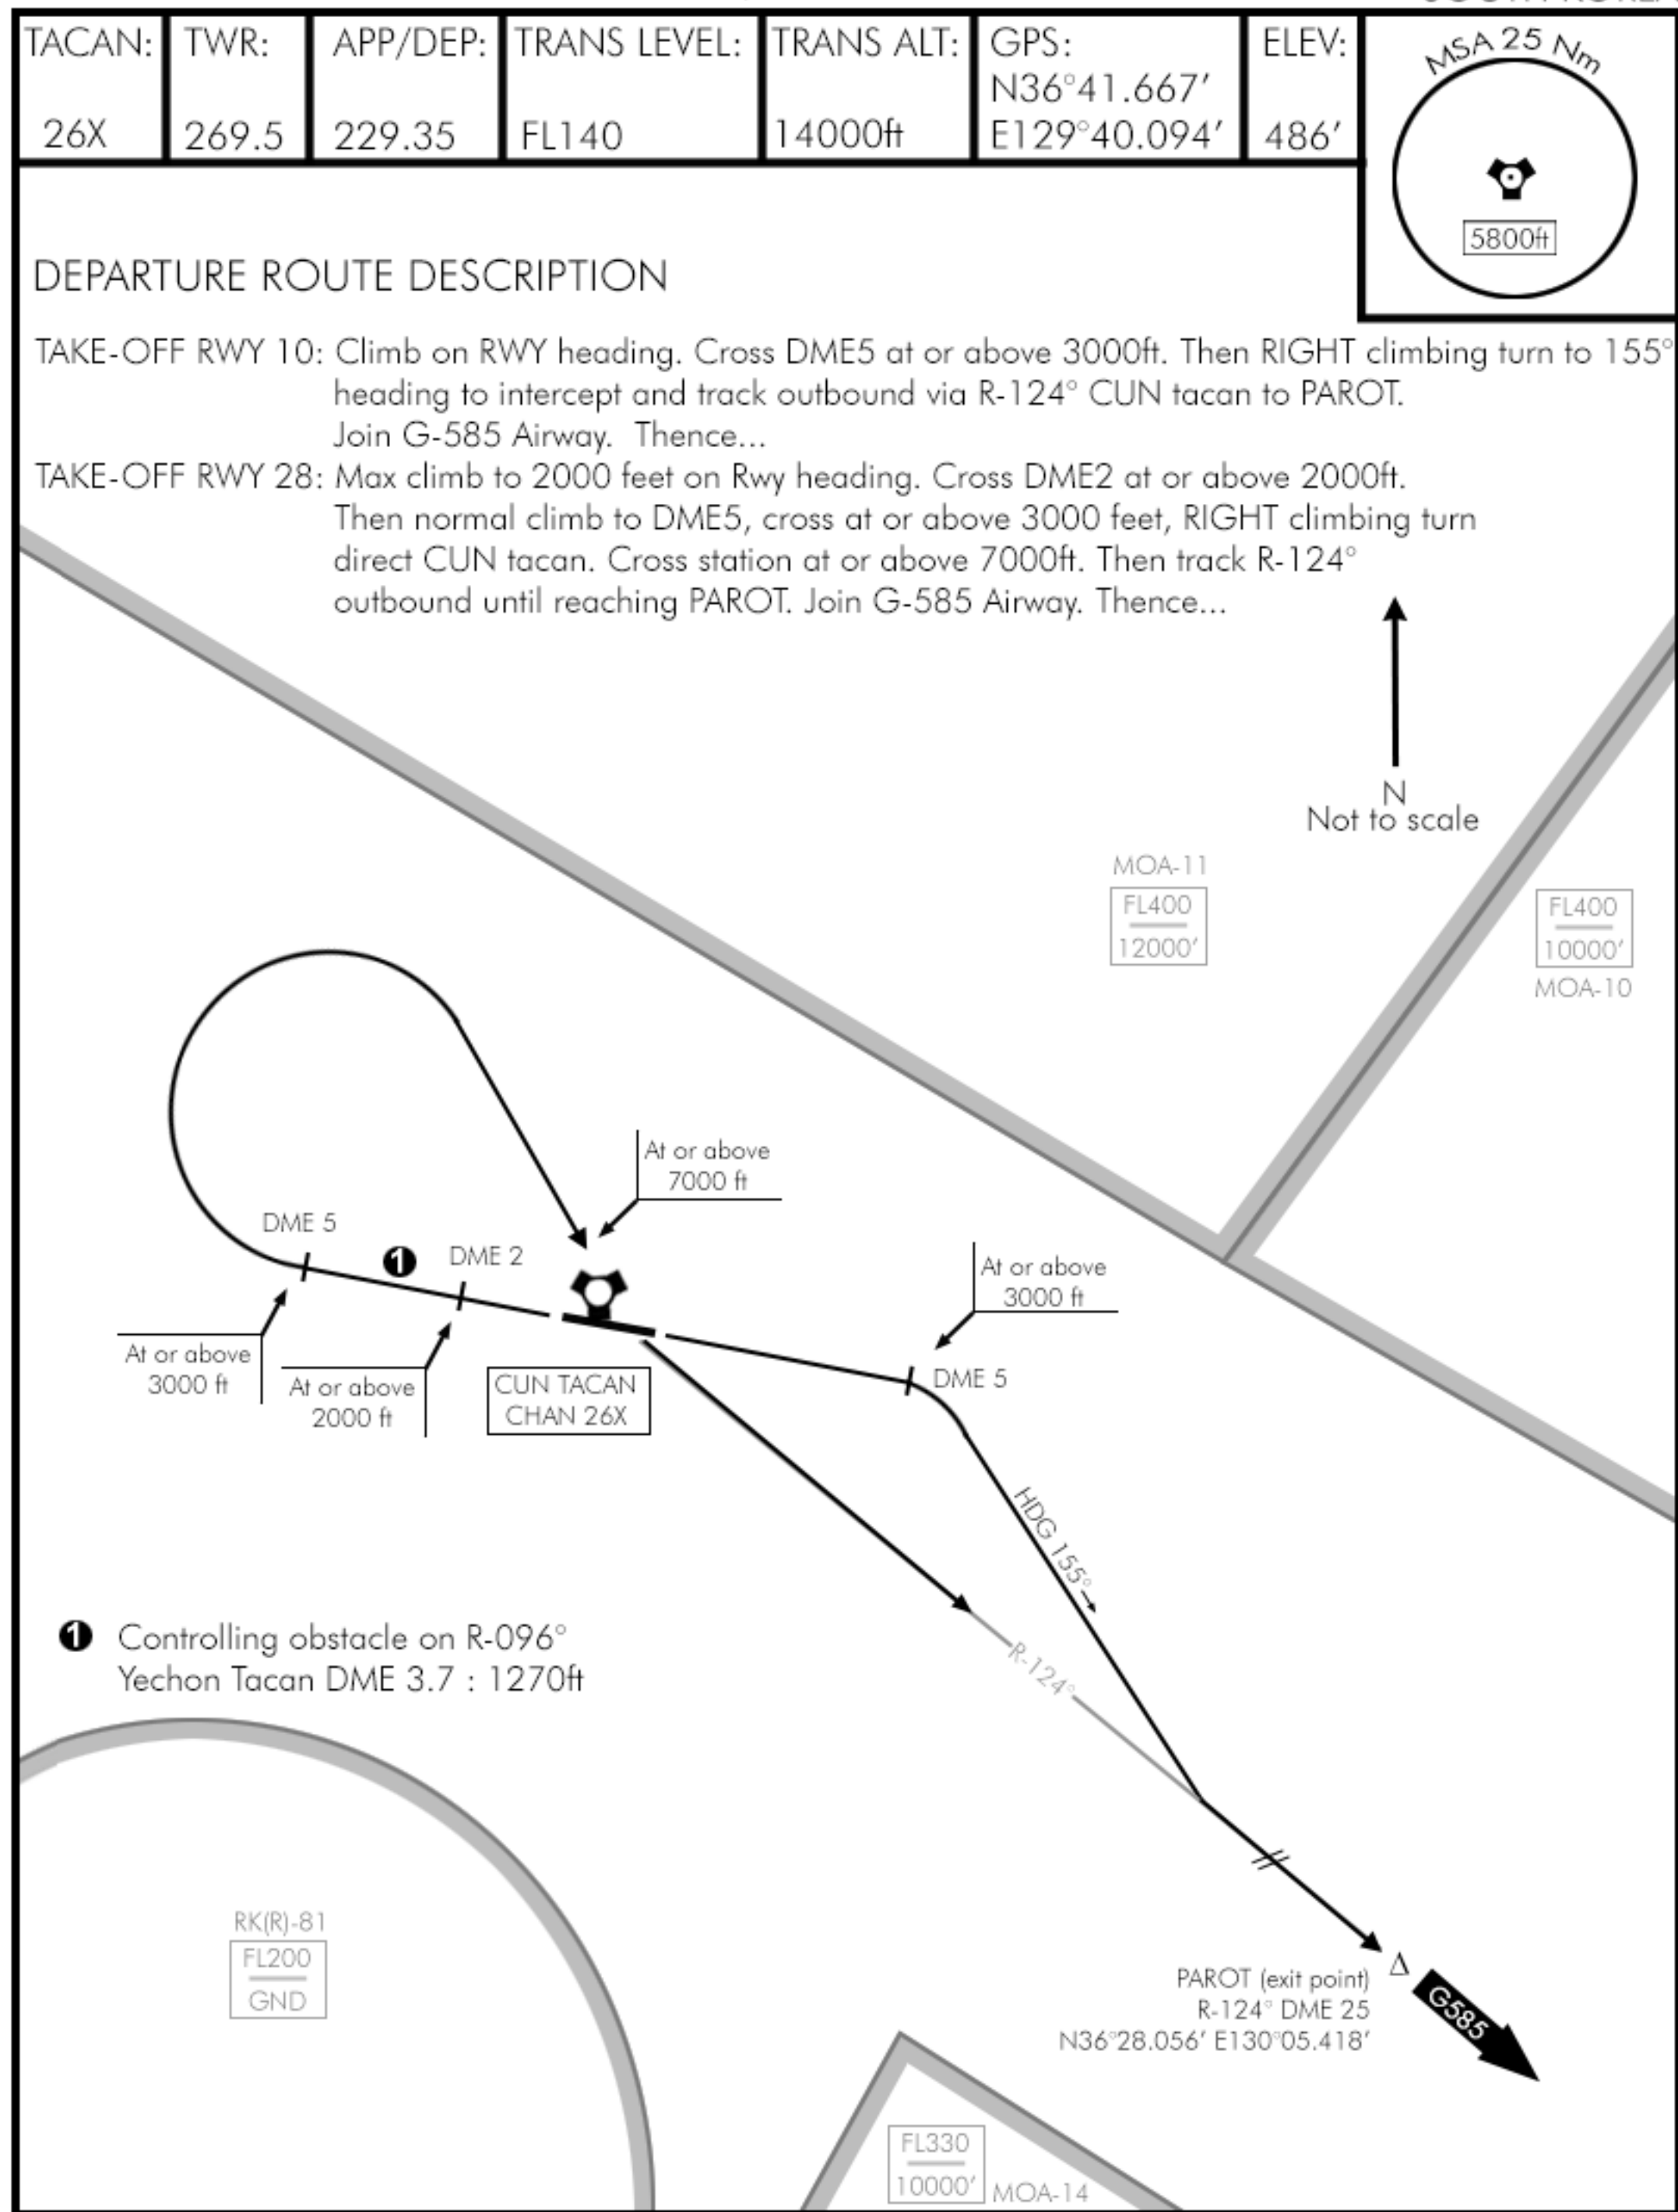 TACAN:
26X
TWR:
269.5
APP/DEP:
229.35
TRANS LEVEL:
FL140
TRANS ALT:
14000ft
GPS:
N36°41.667'
E129°40.094'
ELEV:
486'
MSA 25 Nm
5800ft
DEPARTURE ROUTE DESCRIPTION
TAKE-OFF RWY 10: Climb on RWY heading. Cross DME5 at or above 3000ft. Then RIGHT climbing turn to 155°
heading to intercept and track outbound via R-124° CUN tacan to PAROT.
Join G-585 Airway. Thence...
TAKE-OFF RWY 28: Max climb to 2000 feet on Rwy heading. Cross DME2 at or above 2000ft.
Then normal climb to DME5, cross at or above 3000 feet, RIGHT climbing turn
direct CUN tacan. Cross station at or above 7000ft. Then track R-124°
outbound until reaching PAROT. Join G-585 Airway. Thence...
N
Not to scale
MOA-11
FL400
12000'
FL400
10000'
MOA-10
At or above
7000 ft
DME 5
1
DME 2
At or above
3000 ft
At or above
3000 ft
At or above
2000 ft
CUN TACAN
CHAN 26X
DME 5
HDG 155°
R-124°
1 Controlling obstacle on R-096°
Yechon Tacan DME 3.7 : 1270ft
RK(R)-81
FL200
GND
PAROT (exit point)
R-124° DME 25
N36°28.056' E130°05.418'
G585
FL330
10000'
MOA-14